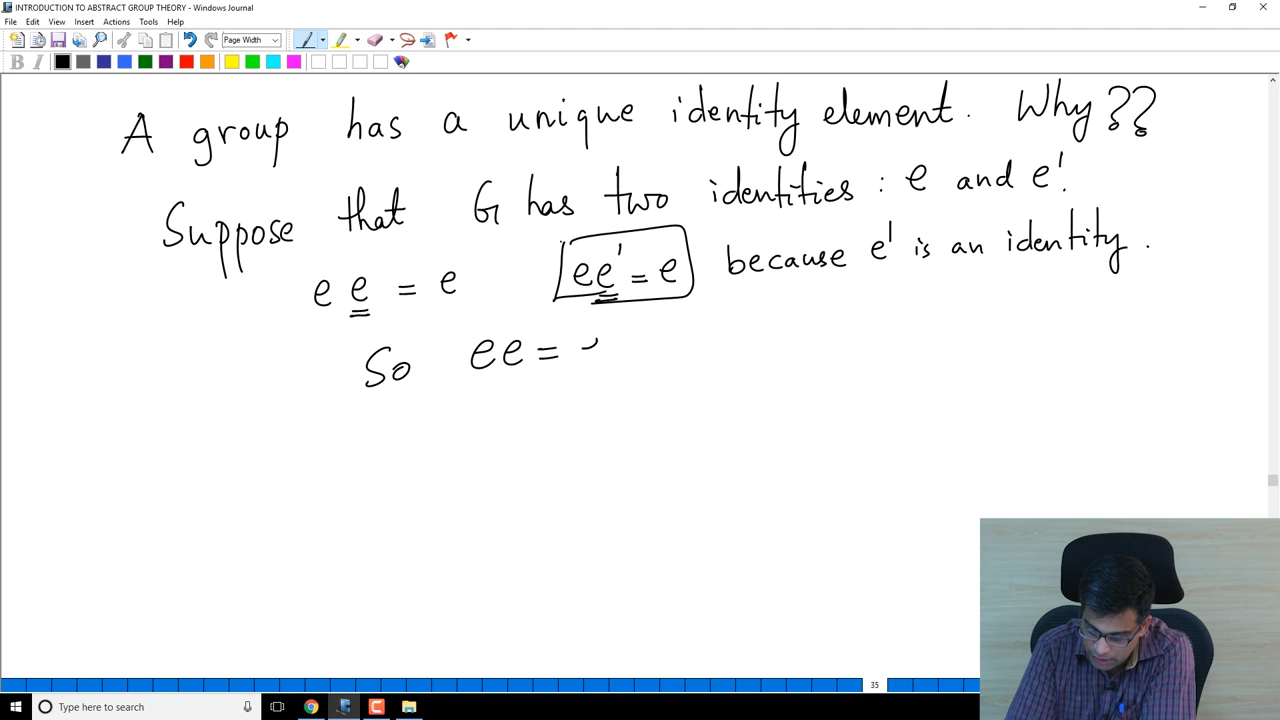 INTRODUCTION TO ABSTRACT GROUP THEORY - Windows Journal
File Edit View Insert Actions Tools Help
Page Width
B I
A group has a unique identity element. Why??
Suppose that G has two identities : e and e'.
e e = e ee' = e because e' is an identity.
So ee =
35
Type here to search